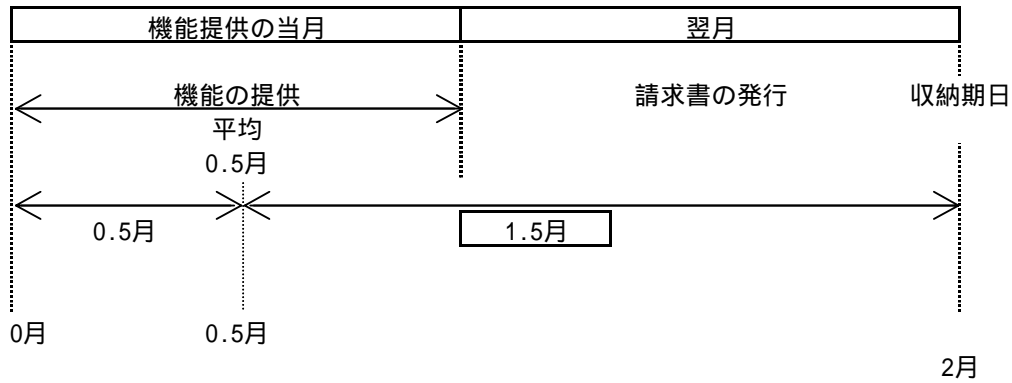 機能提供の当月 翌月
機能の提供 請求書の発行 収納期日
平均
0.5月
0.5月 1.5月
0月 0.5月
2月